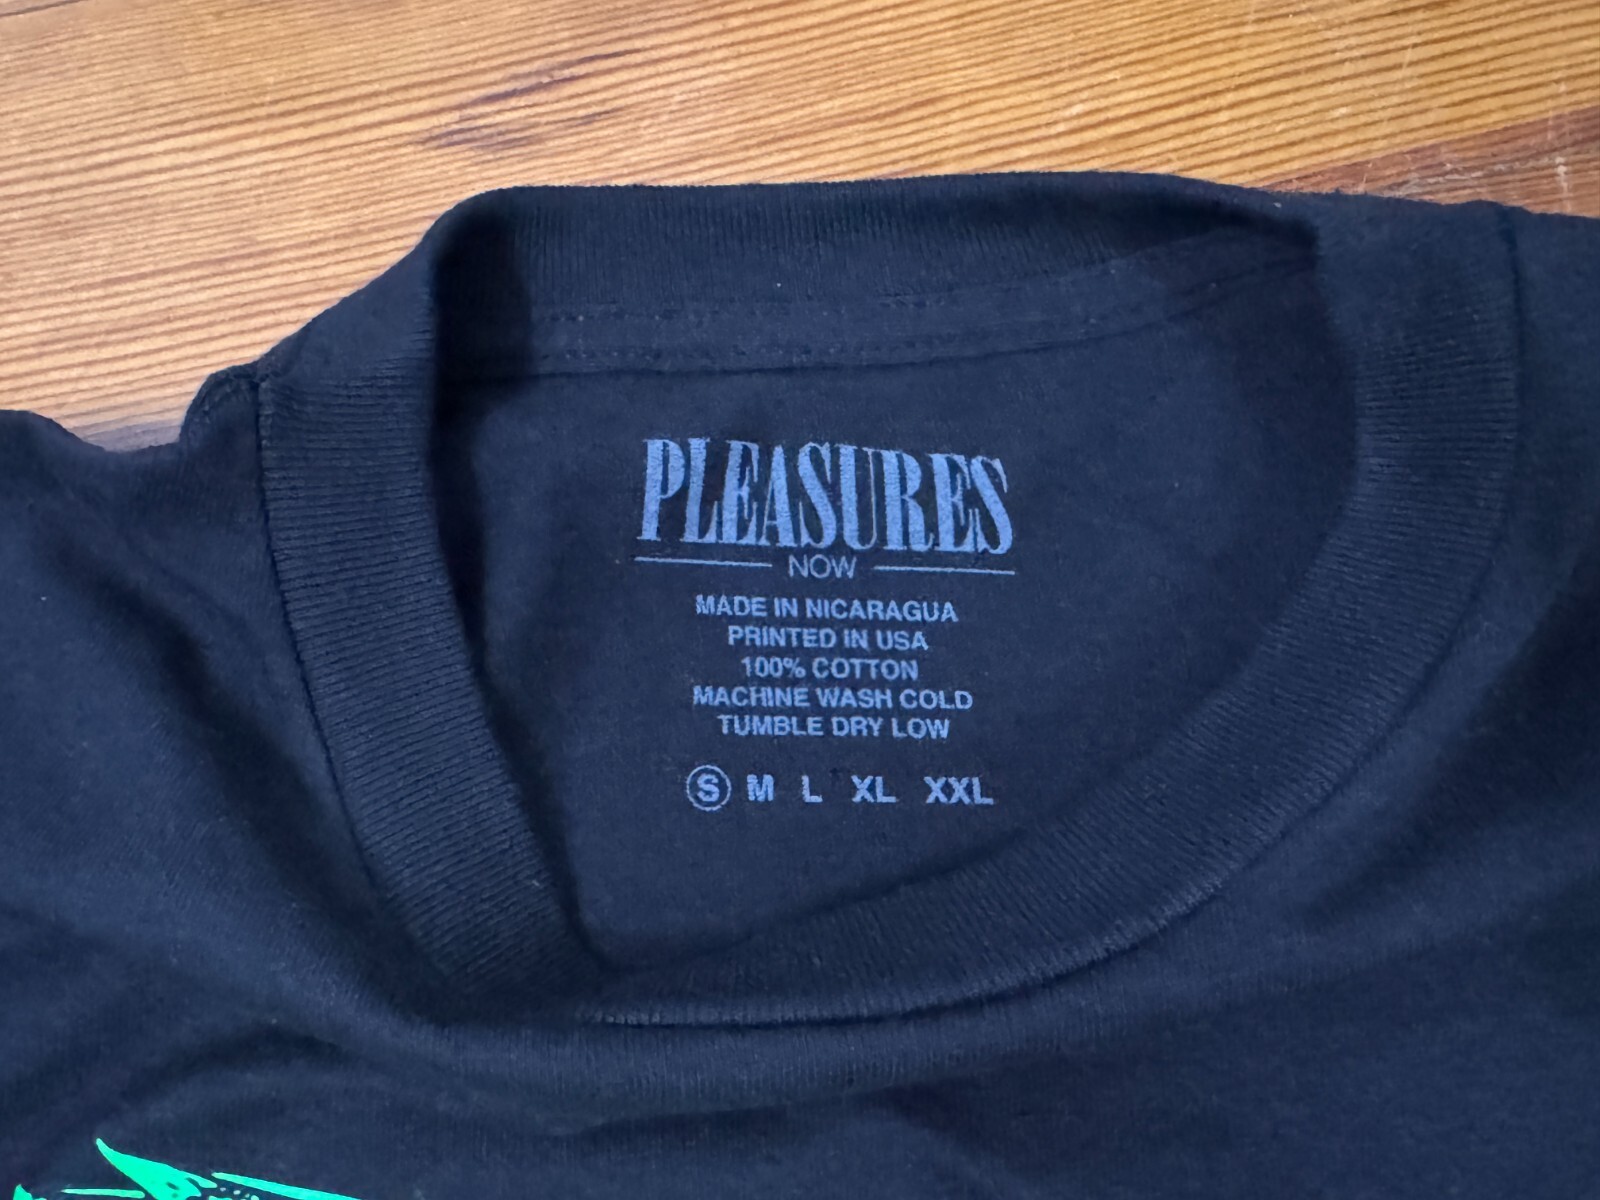 PLEASURES
NOW
MADE IN NICARAGUA
PRINTED IN USA
100% COTTON
MACHINE WASH COLD
TUMBLE DRY LOW
S M L XL XXL